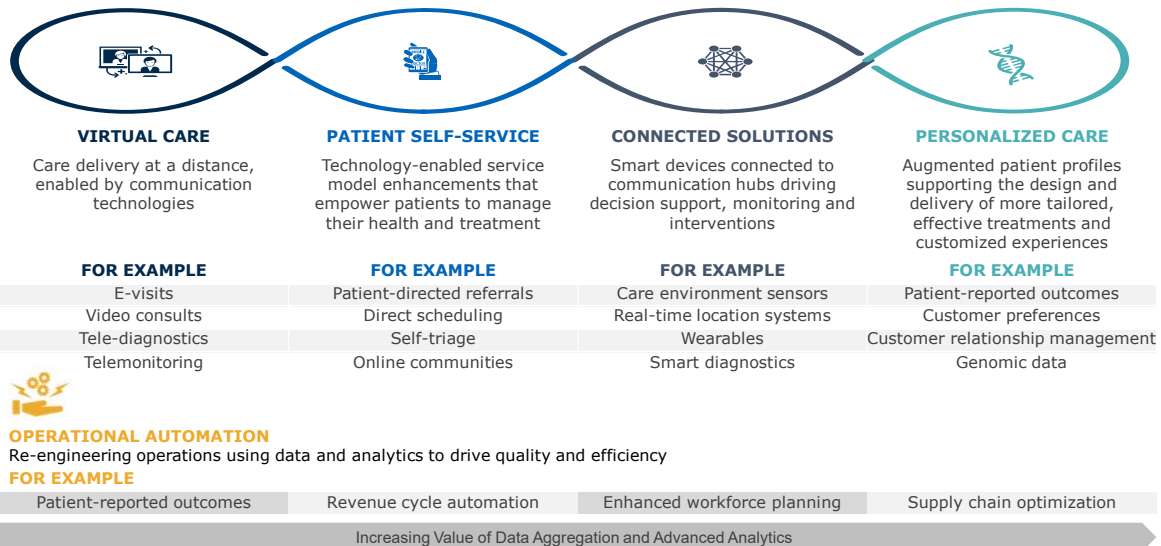 VIRTUAL CARE
Care delivery at a distance,
enabled by communication
technologies
PATIENT SELF-SERVICE
Technology-enabled service
model enhancements that
empower patients to manage
their health and treatment
CONNECTED SOLUTIONS
Smart devices connected to
communication hubs driving
decision support, monitoring and
interventions
PERSONALIZED CARE
Augmented patient profiles
supporting the design and
delivery of more tailored,
effective treatments and
customized experiences
FOR EXAMPLE
E-visits
Video consults
Tele-diagnostics
Telemonitoring
FOR EXAMPLE
Patient-directed referrals
Direct scheduling
Self-triage
Online communities
FOR EXAMPLE
Care environment sensors
Real-time location systems
Wearables
Smart diagnostics
FOR EXAMPLE
Patient-reported outcomes
Customer preferences
Customer relationship management
Genomic data
OPERATIONAL AUTOMATION
Re-engineering operations using data and analytics to drive quality and efficiency
FOR EXAMPLE
Patient-reported outcomes
Revenue cycle automation
Enhanced workforce planning
Supply chain optimization
Increasing Value of Data Aggregation and Advanced Analytics